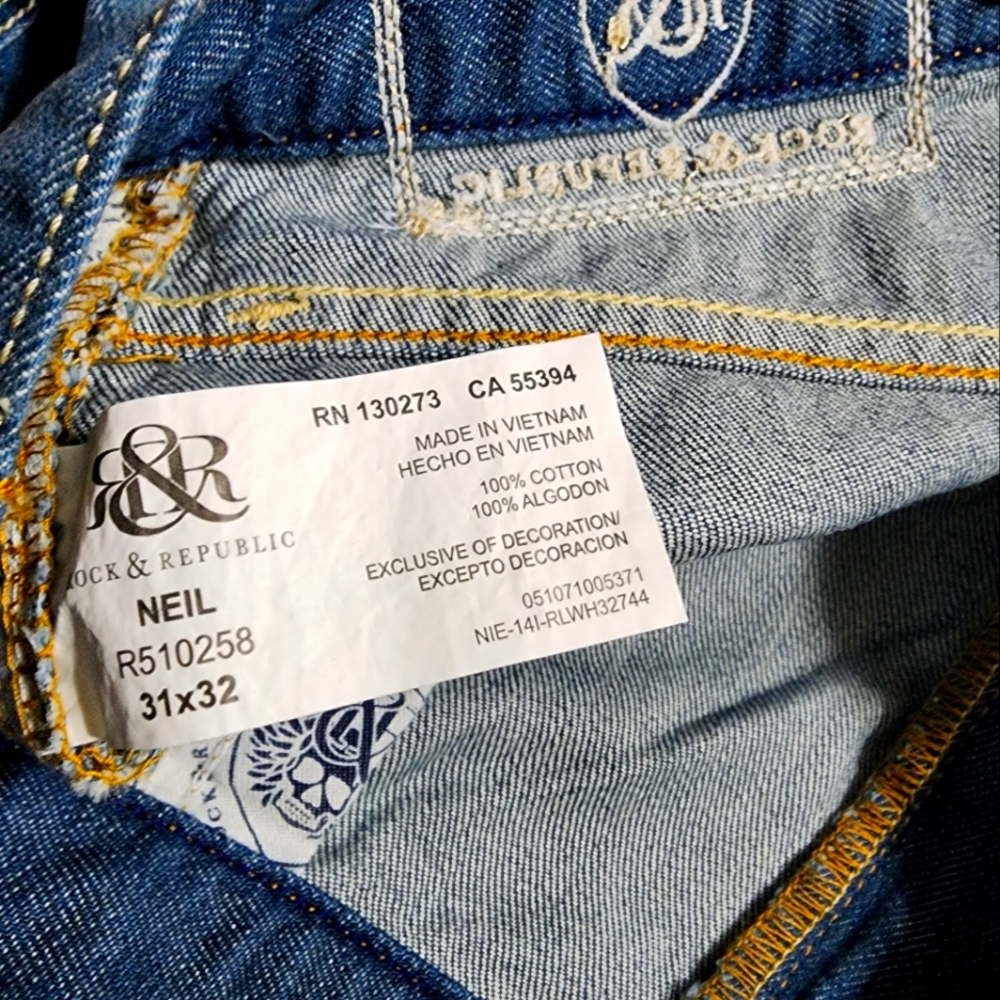 ROCK & REPUBLIC
RN 130273 CA 55394
MADE IN VIETNAM
HECHO EN VIETNAM
100% COTTON
100% ALGODON
EXCLUSIVE OF DECORATION/
EXCEPTO DECORACION
051071005371
NIE-14I-RLWH32744
R&R
ROCK & REPUBLIC
NEIL
R510258
31x32